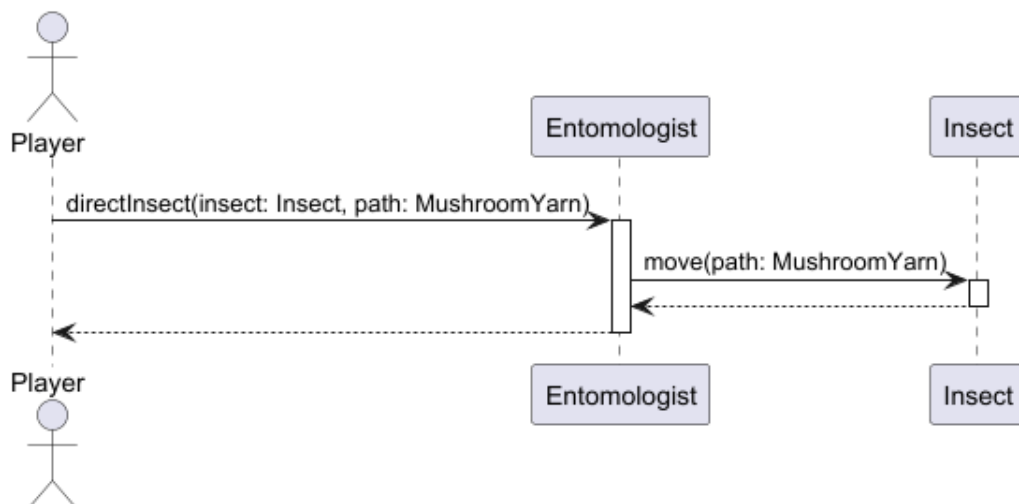 Player
Entomologist
Insect
directInsect(insect: Insect, path: MushroomYarn)
move(path: MushroomYarn)
Player
Entomologist
Insect